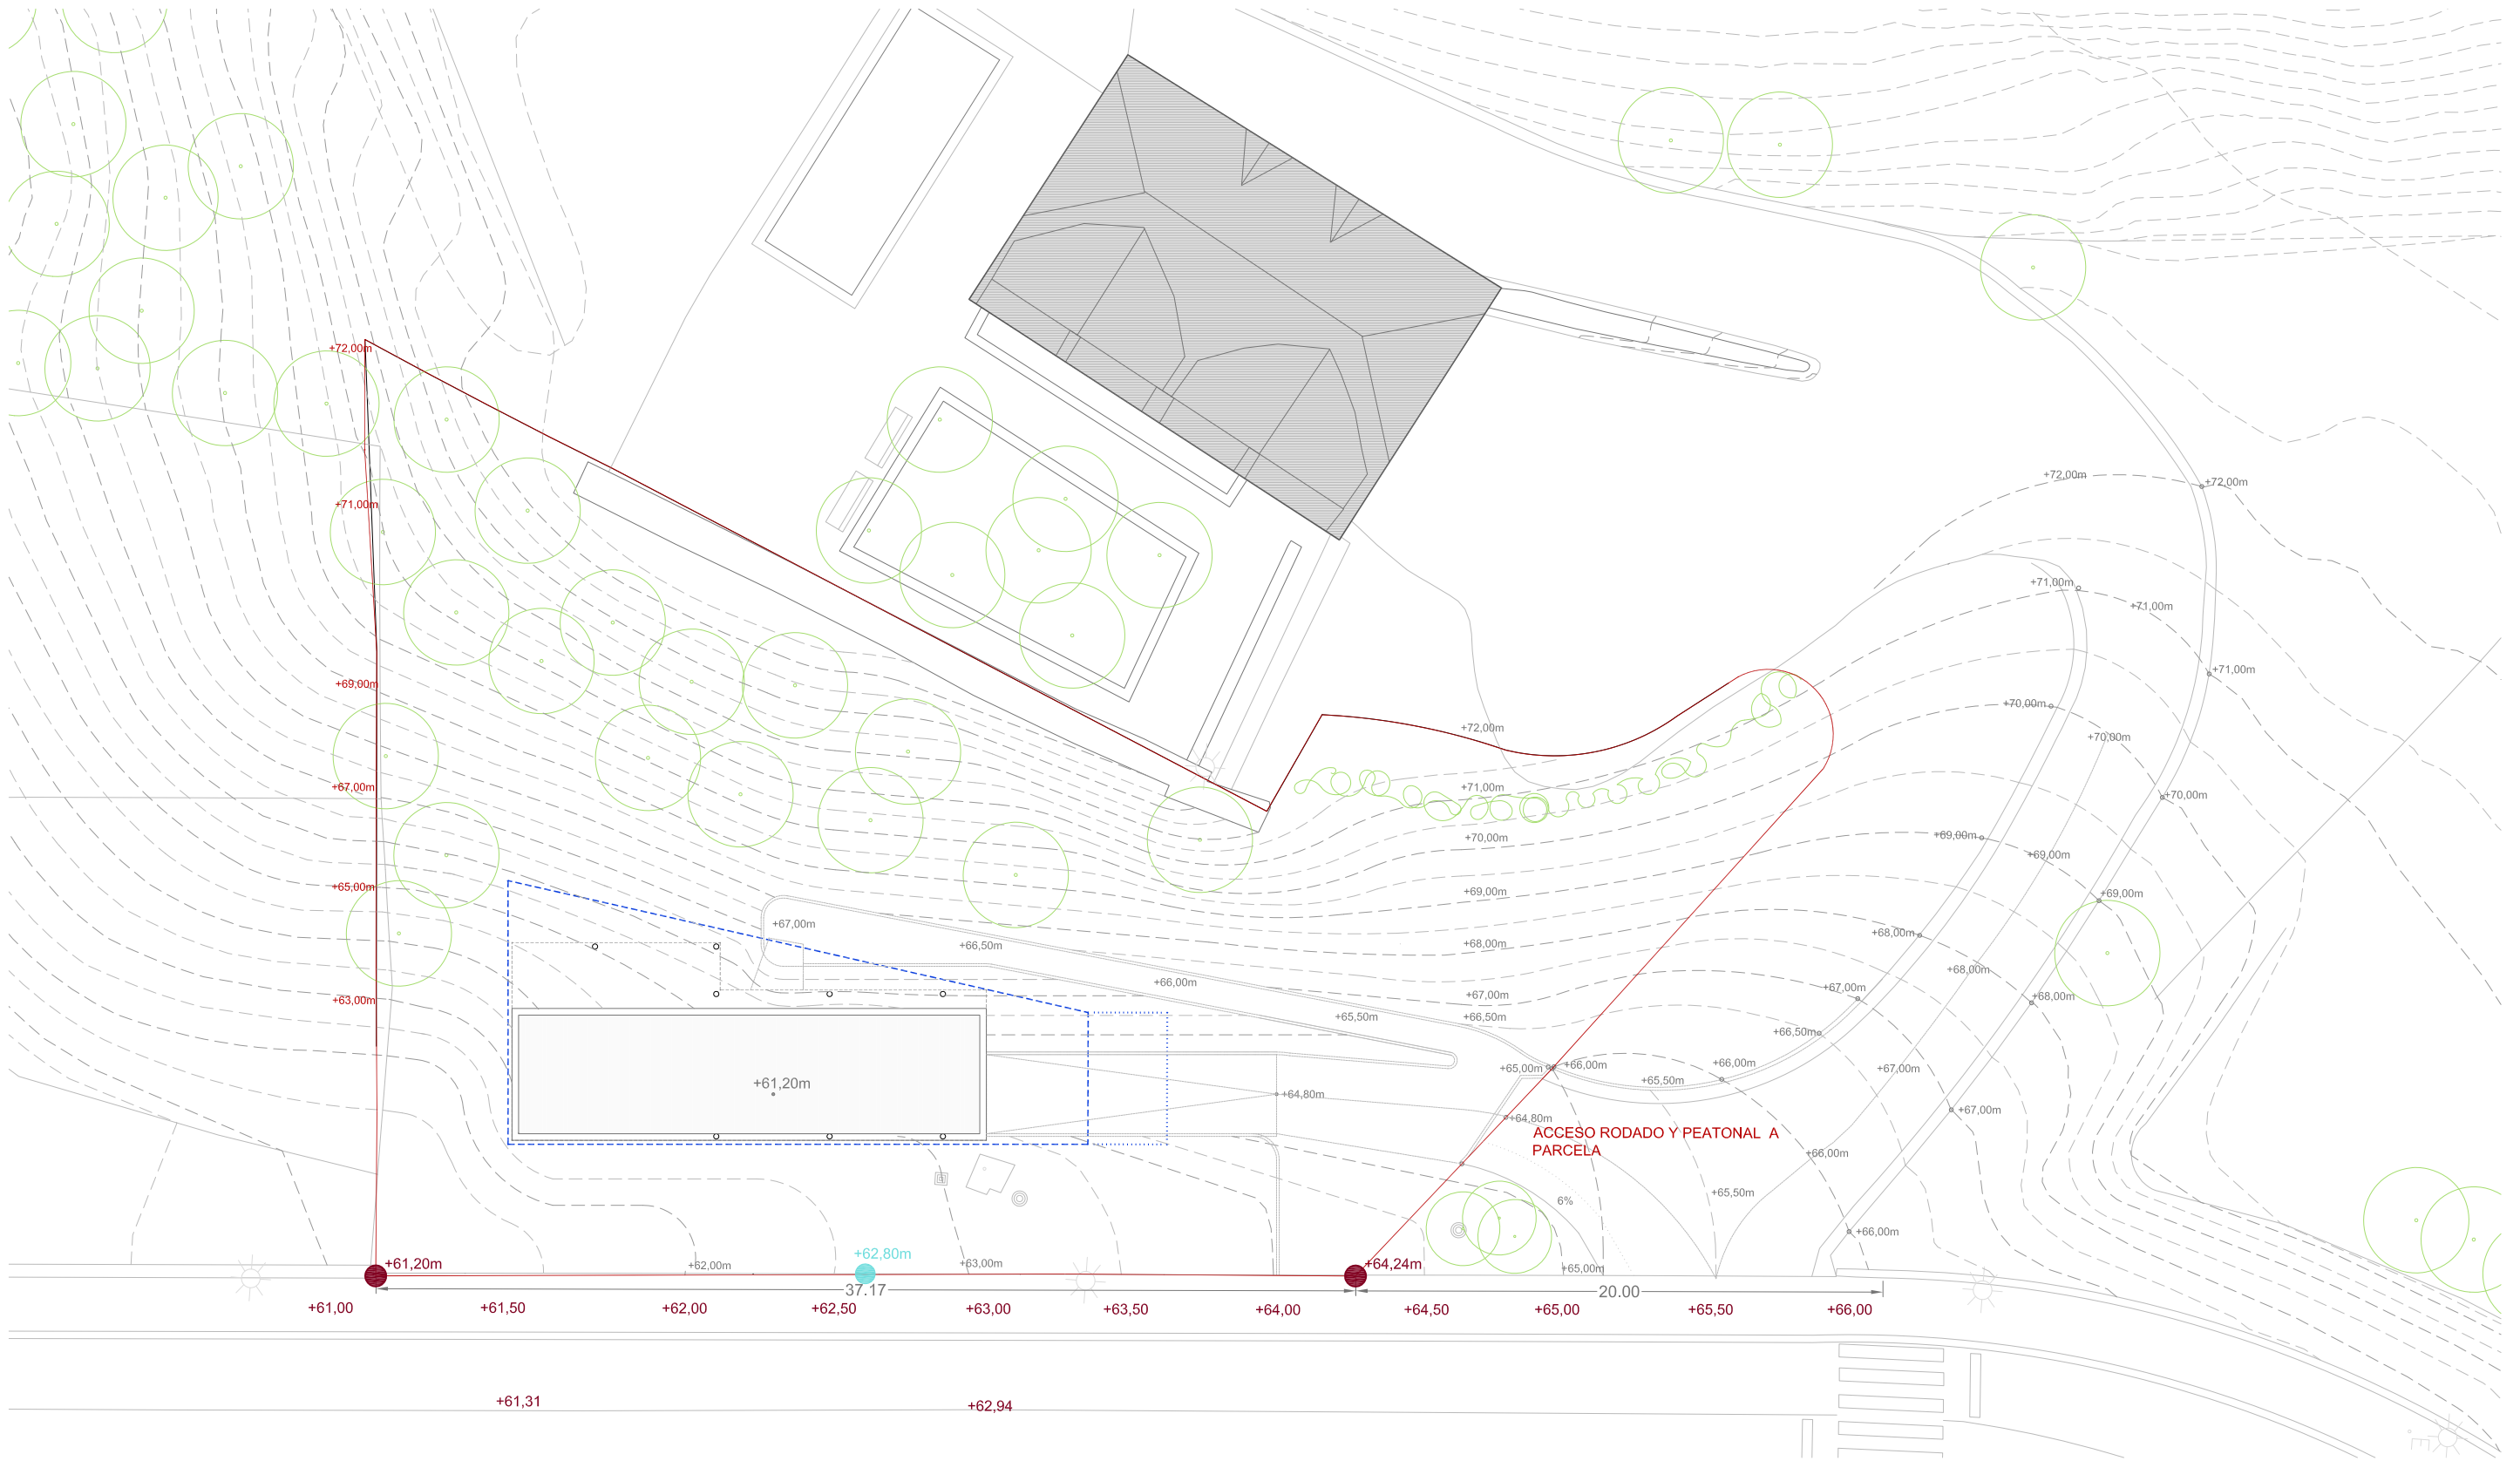 +72,00m
+72,00m
+72,00m
+71,00m
+71,00m
+71,00m
+71,00m
+69,00m
+70,00m
+72,00m
+70,00m
+67,00m
+71,00m
+70,00m
+70,00m
+69,00m
+69,00m
+65,00m
+69,00m
+69,00m
+67,00m
+68,00m
+66,50m
+68,00m
+68,00m
+66,00m
+67,00m
+67,00m
+68,00m
+63,00m
+65,50m
+66,50m
+66,50m
+61,20m
+65,00m
+66,00m
+66,00m
+67,00m
+65,50m
+64,80m
+64,80m
+67,00m
ACCESO RODADO Y PEATONAL A
PARCELA
+66,00m
+65,50m
6%
+66,00m
+61,20m
+62,80m
+62,00m
+63,00m
+64,24m
+65,00m
37.17
20.00
+61,00
+61,50
+62,00
+62,50
+63,00
+63,50
+64,00
+64,50
+65,00
+65,50
+66,00
+61,31
+62,94